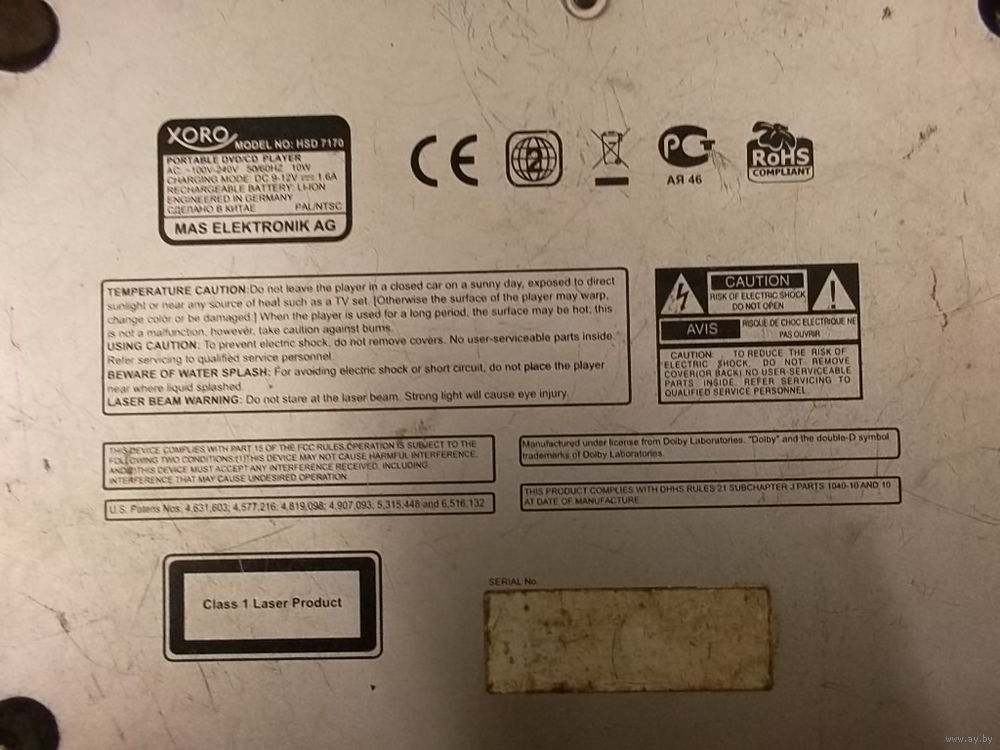 XORO
MODEL NO: HSD 7170
PORTABLE DVD/CD PLAYER
AC ~100V-240V 50/60HZ 10W
CHARGING MODE: DC 9-12V 1.6A
RECHARGEABLE BATTERY: LI-ION
ENGINEERED IN GERMANY
СДЕЛАНО В КИТАЕ PAL/NTSC
MAS ELEKTRONIK AG
CE
2
РСТ
АЯ 46
RoHS
COMPLIANT
TEMPERATURE CAUTION:Do not leave the player in a closed car on a sunny day, exposed to direct
sunlight or near any source of heat such as a TV set. [Otherwise the surface of the player may warp,
change color or be damaged.] When the player is used for a long period, the surface may be hot, this
is not a malfunction, however, take caution against burns.
USING CAUTION: To prevent electric shock, do not remove covers. No user-serviceable parts inside.
Refer servicing to qualified service personnel.
BEWARE OF WATER SPLASH: For avoiding electric shock or short circuit, do not place the player
near where liquid splashed.
LASER BEAM WARNING: Do not stare at the laser beam. Strong light will cause eye injury.
CAUTION
RISK OF ELECTRIC SHOCK
DO NOT OPEN
AVIS
RISQUE DE CHOC ELECTRIQUE NE
PAS OUVRIR
CAUTION: TO REDUCE THE RISK OF
ELECTRIC SHOCK, DO NOT REMOVE
COVER(OR BACK) NO USER-SERVICEABLE
PARTS INSIDE. REFER SERVICING TO
QUALIFIED SERVICE PERSONNEL.
THIS DEVICE COMPLIES WITH PART 15 OF THE FCC RULES.OPERATION IS SUBJECT TO THE
FOLLOWING TWO CONDITIONS:(1)THIS DEVICE MAY NOT CAUSE HARMFUL INTERFERENCE,
AND(2)THIS DEVICE MUST ACCEPT ANY INTERFERENCE RECEIVED, INCLUDING
INTERFERENCE THAT MAY CAUSE UNDESIRED OPERATION
U.S. Patens Nos: 4,631,603; 4,577,216; 4,819,098; 4,907,093; 5,315,448 and 6,516,132
Manufactured under license from Dolby Laboratories. "Dolby" and the double-D symbol
trademarks of Dolby Laboratories.
THIS PRODUCT COMPLIES WITH DHHS RULES 21 SUBCHAPTER J PARTS 1040-10 AND 10
AT DATE OF MANUFACTURE
Class 1 Laser Product
SERIAL No.
www.ay.by